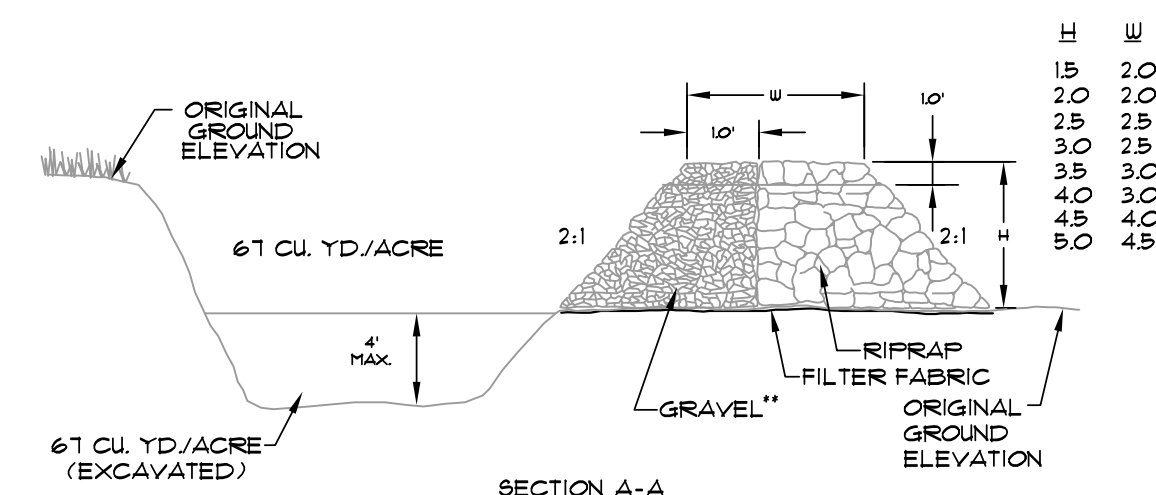 H W
1.5 2.0
2.0 2.0
2.5 2.5
3.0 2.5
3.5 3.0
4.0 3.0
4.5 4.0
5.0 4.5
ORIGINAL
GROUND
ELEVATION
W
1.0'
1.0'
67 CU. YD./ACRE
2:1
2:1
H
4'
MAX.
RIPRAP
FILTER FABRIC
GRAVEL**
ORIGINAL
GROUND
ELEVATION
67 CU. YD./ACRE
(EXCAVATED)
SECTION A-A